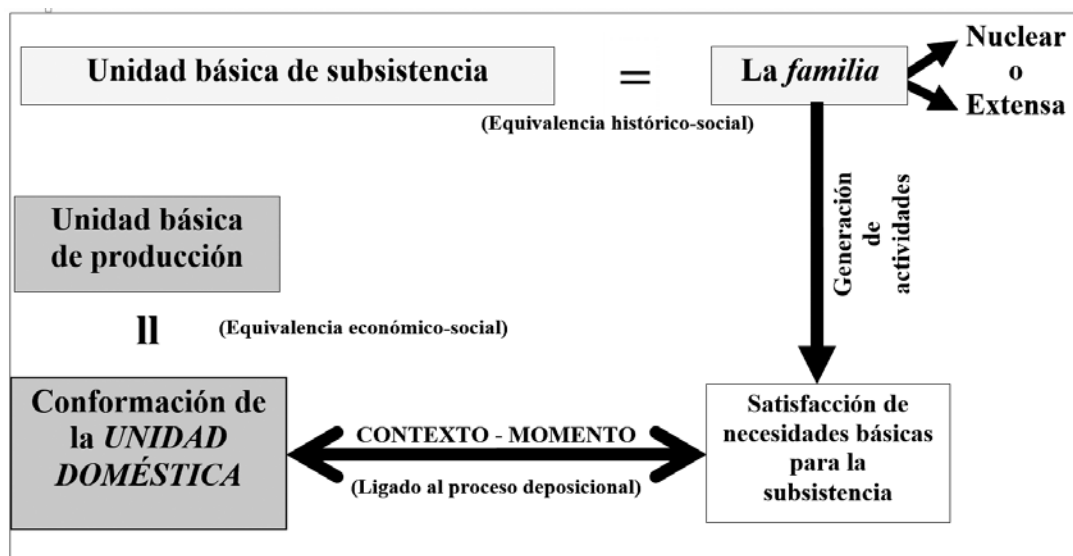 Unidad básica de subsistencia
=
La familia
Nuclear
o
Extensa
(Equivalencia histórico-social)
Generación
de
actividades
Unidad básica
de producción
=
(Equivalencia económico-social)
Conformación de
la UNIDAD
DOMÉSTICA
CONTEXTO - MOMENTO
(Ligado al proceso deposicional)
Satisfacción de
necesidades básicas
para la
subsistencia